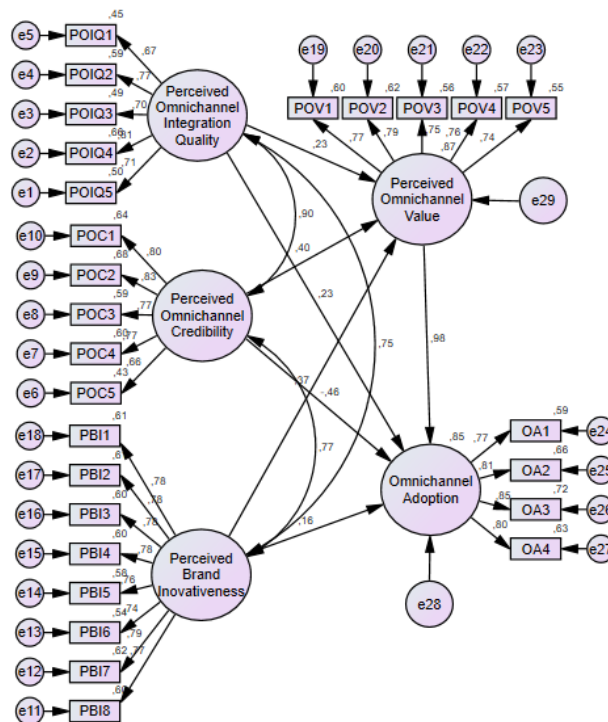 e5 POIQ1 ,45
,67
e4 POIQ2 ,59
,77
e3 POIQ3 ,49
,70
e2 POIQ4 ,66
,81
e1 POIQ5 ,50
,71
Perceived
Omnichannel
Integration
Quality
e10 POC1 ,64
,80
e9 POC2 ,68
,83
e8 POC3 ,59
,77
e7 POC4 ,60
,77
e6 POC5 ,43
,66
Perceived
Omnichannel
Credibility
e18 PBI1 ,61
,78
e17 PBI2
,78
e16 PBI3 ,60
,78
e15 PBI4 ,60
,78
e14 PBI5 ,58
,76
e13 PBI6 ,54
,74
e12 PBI7 ,62
,79
e11 PBI8 ,60
,77
Perceived
Brand
Inovativeness
e19 e20 e21 e22 e23
,60 ,62 ,56 ,57 ,55
POV1 POV2 POV3 POV4 POV5
,77 ,79 ,75 ,76 ,74
,87
Perceived
Omnichannel
Value
e29
,23
,90
,40
,23
,75
,98
,37
-,46
,77
,16
,85
Omnichannel
Adoption
e28
,77 OA1 ,59 e24
,81 OA2 ,66 e25
,85 OA3 ,72 e26
,80 OA4 ,63 e27